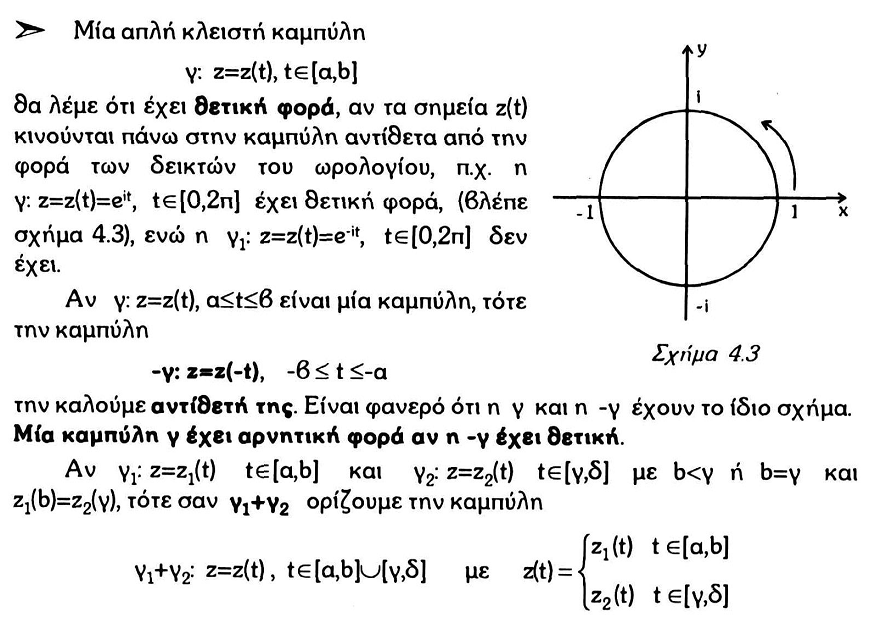 ➢ Μία απλή κλειστή καμπύλη
γ: z=z(t), t∈[a,b]
θα λέμε ότι έχει θετική φορά, αν τα σημεία z(t)
κινούνται πάνω στην καμπύλη αντίθετα από την
φορά των δεικτών του ωρολογίου, π.χ. η
γ: z=z(t)=eⁱᵗ, t∈[0,2π] έχει θετική φορά, (βλέπε
σχήμα 4.3), ενώ η γ₁: z=z(t)=e⁻ⁱᵗ, t∈[0,2π] δεν
έχει.
Αν γ: z=z(t), α≤t≤β είναι μία καμπύλη, τότε
την καμπύλη
-γ: z=z(-t), -β ≤ t ≤-α
y
i
-1
1
x
-i
Σχήμα 4.3
την καλούμε αντίθετή της. Είναι φανερό ότι η γ και η -γ έχουν το ίδιο σχήμα.
Μία καμπύλη γ έχει αρνητική φορά αν η -γ έχει θετική.
Αν γ₁: z=z₁(t) t∈[a,b] και γ₂: z=z₂(t) t∈[γ,δ] με b<γ ή b=γ και
z₁(b)=z₂(γ), τότε σαν γ₁+γ₂ ορίζουμε την καμπύλη
γ₁+γ₂: z=z(t), t∈[a,b]∪[γ,δ] με z(t)= { z₁(t) t∈[a,b]
z₂(t) t∈[γ,δ]